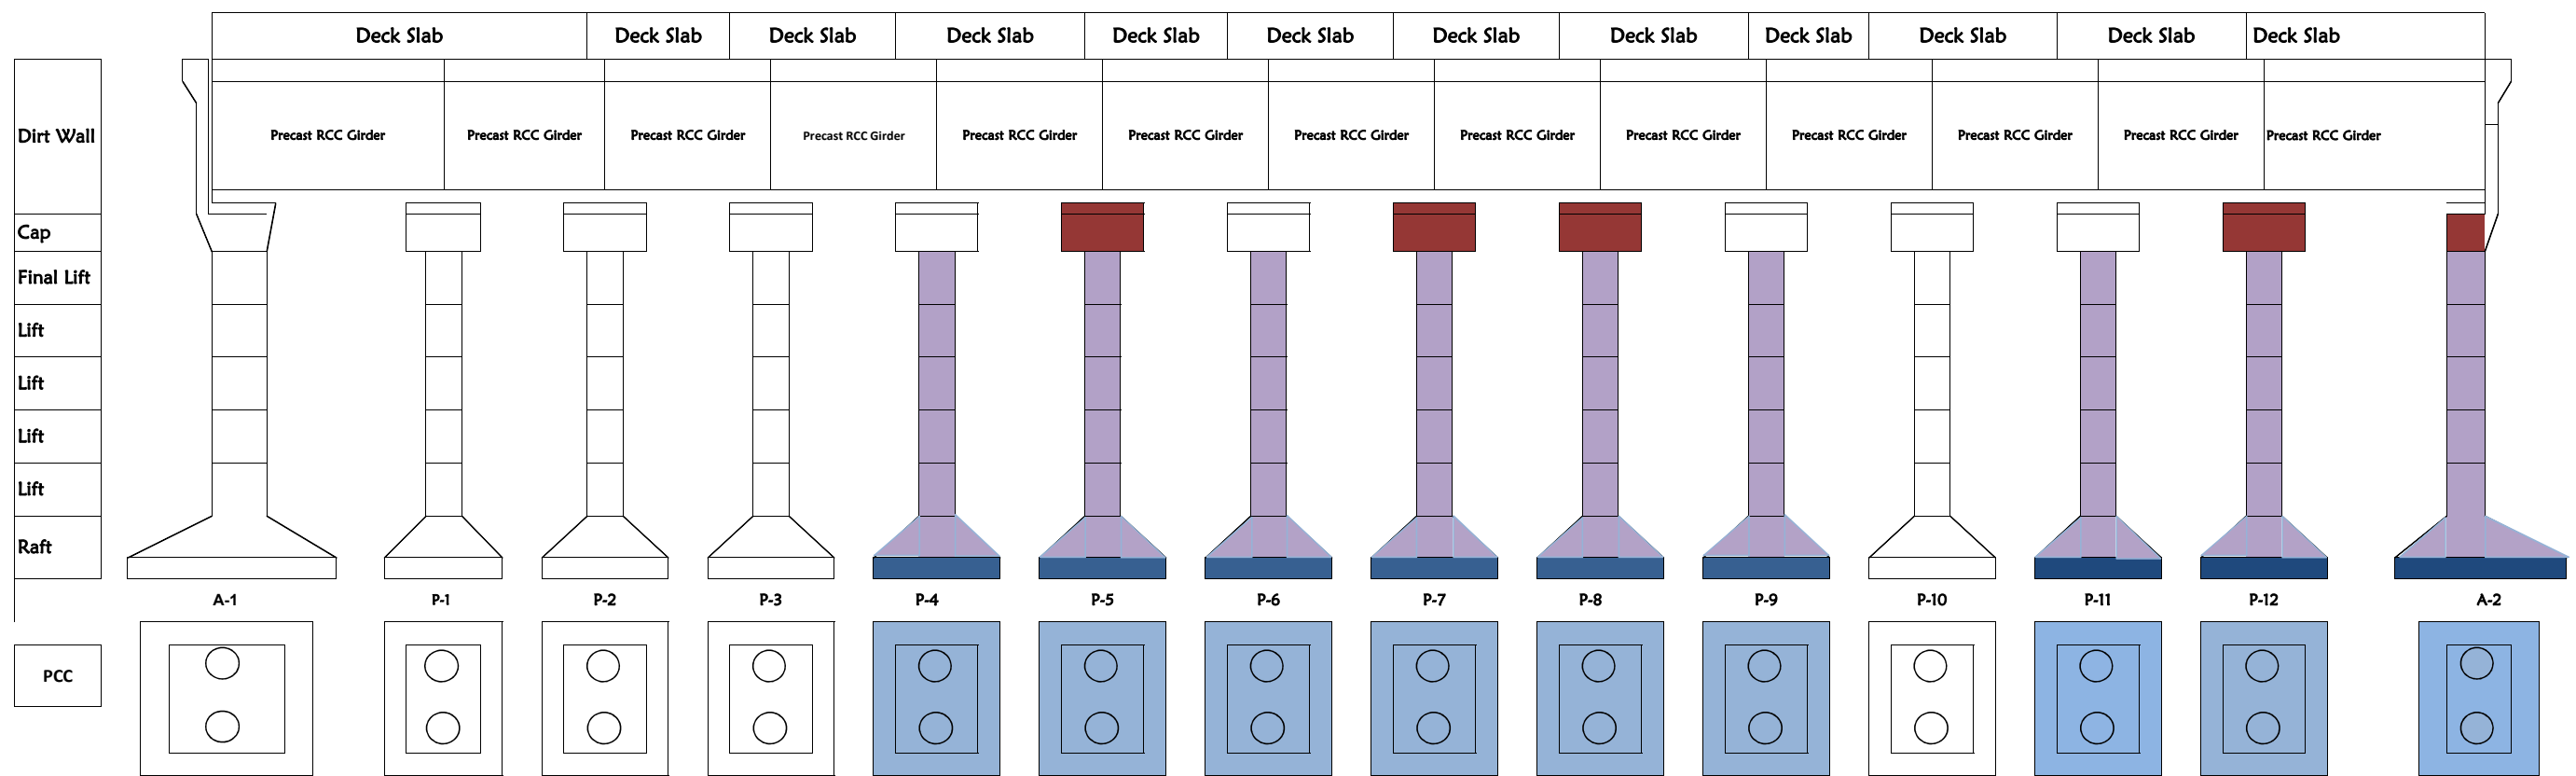 Deck Slab Deck Slab Deck Slab Deck Slab Deck Slab Deck Slab Deck Slab Deck Slab Deck Slab Deck Slab Deck Slab Deck Slab
Dirt Wall Precast RCC Girder Precast RCC Girder Precast RCC Girder Precast RCC Girder Precast RCC Girder Precast RCC Girder Precast RCC Girder Precast RCC Girder Precast RCC Girder Precast RCC Girder Precast RCC Girder Precast RCC Girder Precast RCC Girder
Cap
Final Lift
Lift
Lift
Lift
Lift
Raft
A-1 P-1 P-2 P-3 P-4 P-5 P-6 P-7 P-8 P-9 P-10 P-11 P-12 A-2
PCC